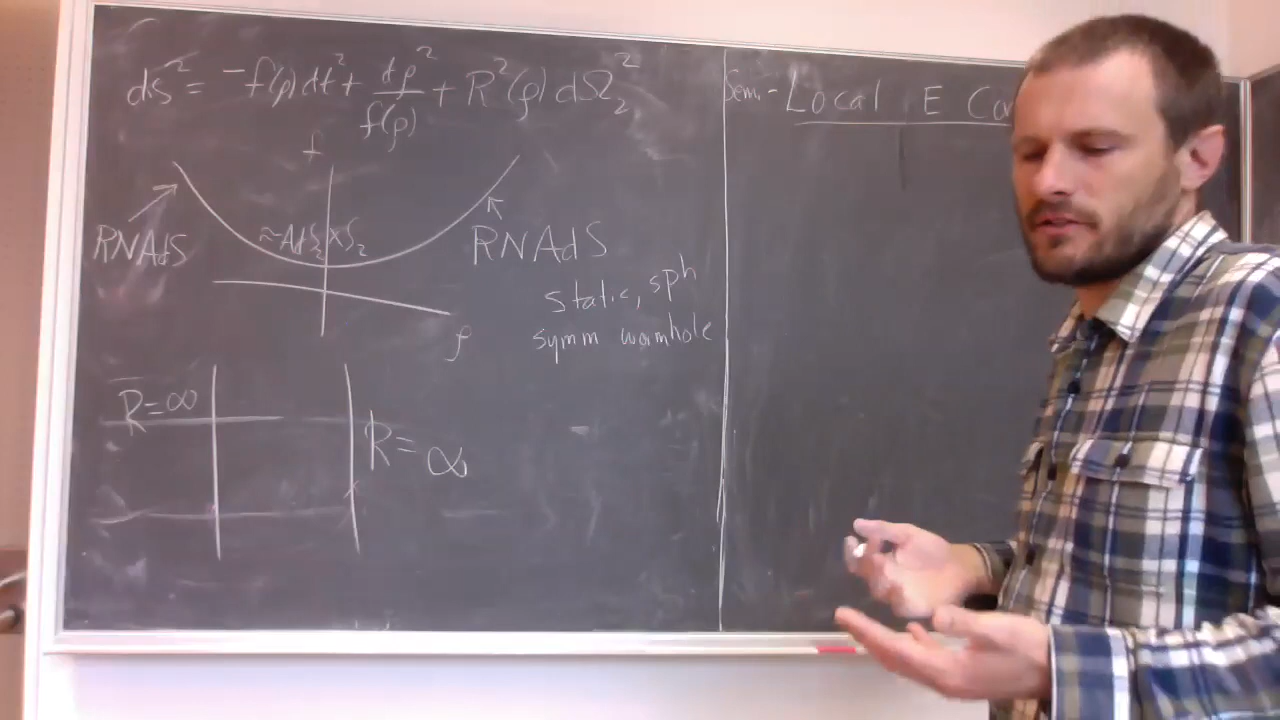 ds² = -f(ρ)dt² + dρ²/f(ρ) + R²(ρ)dΩ₂²
f
RNAdS
≈AdS₂×S₂
RNAdS
static, sph
symm wormhole
ρ
R=∞
R=∞
Semi-Local E Co